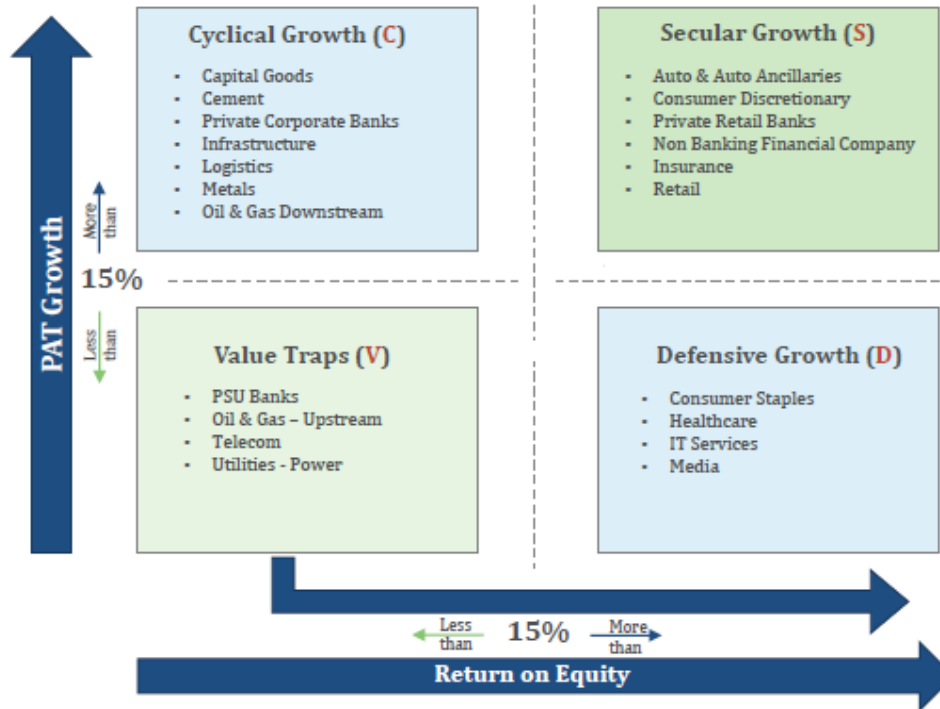 Cyclical Growth (C)
▪ Capital Goods
▪ Cement
▪ Private Corporate Banks
▪ Infrastructure
▪ Logistics
▪ Metals
▪ Oil & Gas Downstream
Secular Growth (S)
▪ Auto & Auto Ancillaries
▪ Consumer Discretionary
▪ Private Retail Banks
▪ Non Banking Financial Company
▪ Insurance
▪ Retail
PAT Growth
More
than
15%
Less
than
Value Traps (V)
▪ PSU Banks
▪ Oil & Gas – Upstream
▪ Telecom
▪ Utilities - Power
Defensive Growth (D)
▪ Consumer Staples
▪ Healthcare
▪ IT Services
▪ Media
Less
than
15%
More
than
Return on Equity